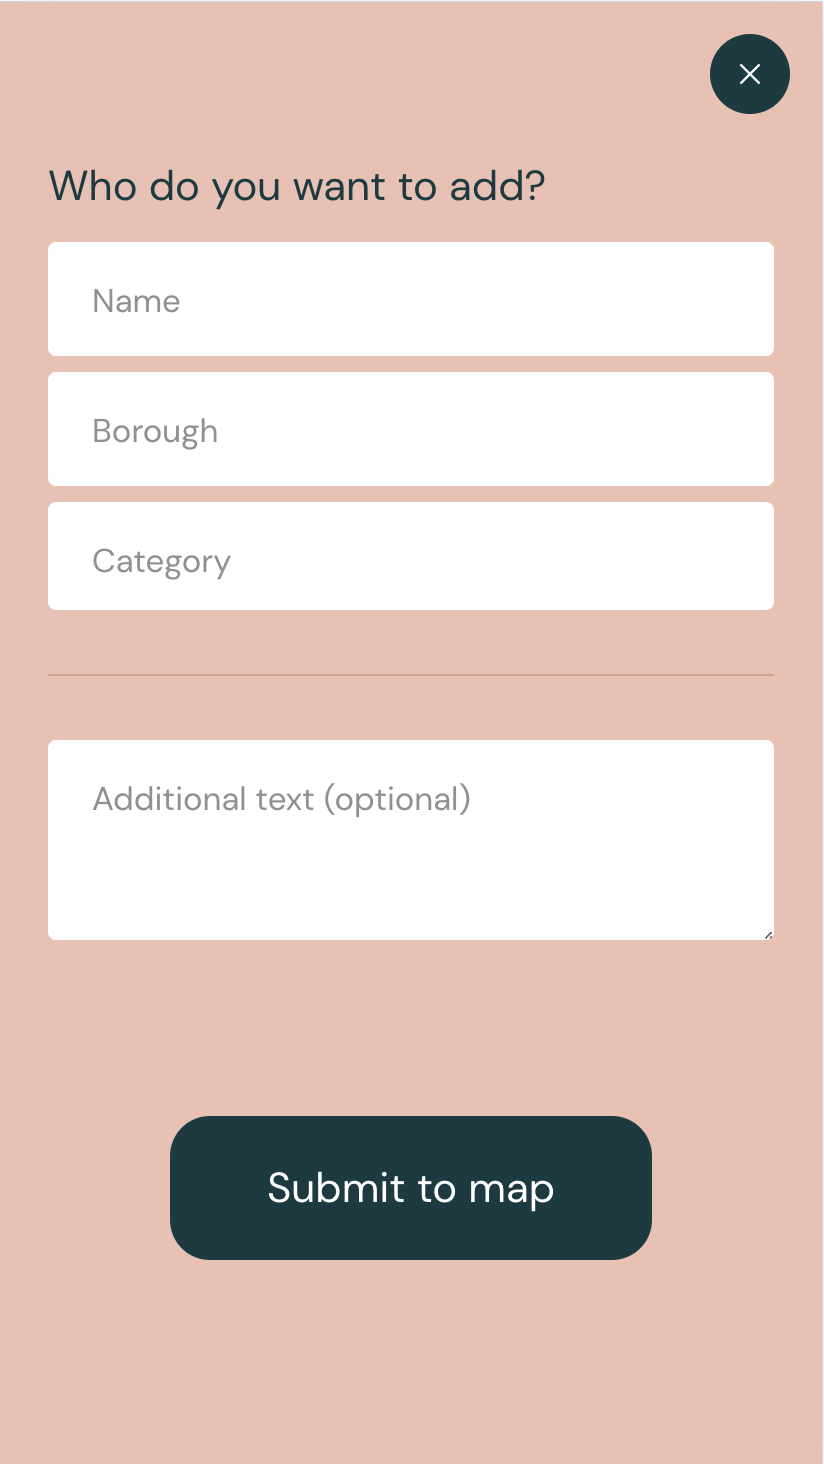 Who do you want to add?
Name
Borough
Category
Additional text (optional)
Submit to map